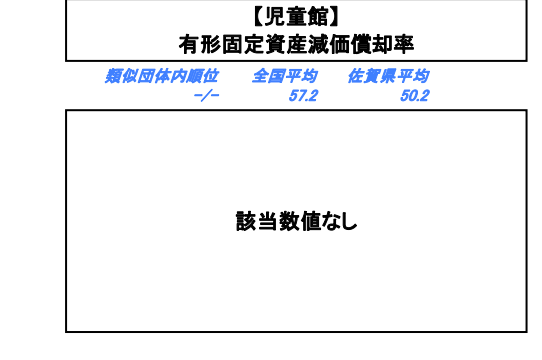 【児童館】
有形固定資産減価償却率
類似団体内順位 全国平均 佐賀県平均
-/- 57.2 50.2
該当数値なし